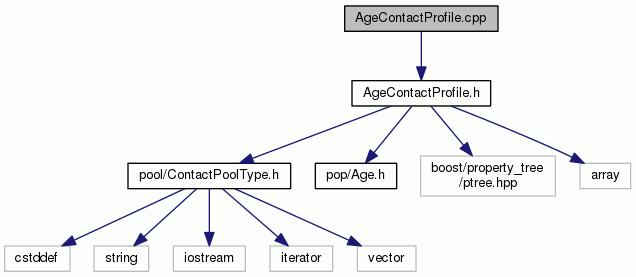 AgeContactProfile.cpp
AgeContactProfile.h
pool/ContactPoolType.h
pop/Age.h
boost/property_tree
/ptree.hpp
array
cstddef
string
iostream
iterator
vector